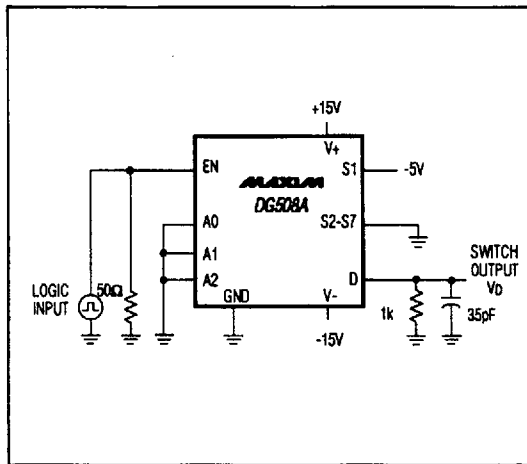 +15V
V+
EN
S1
-5V
MAXIM
DG508A
A0
S2-S7
A1
SWITCH
OUTPUT
VD
A2
D
LOGIC
INPUT
50Ω
GND
V-
1k
35pF
-15V